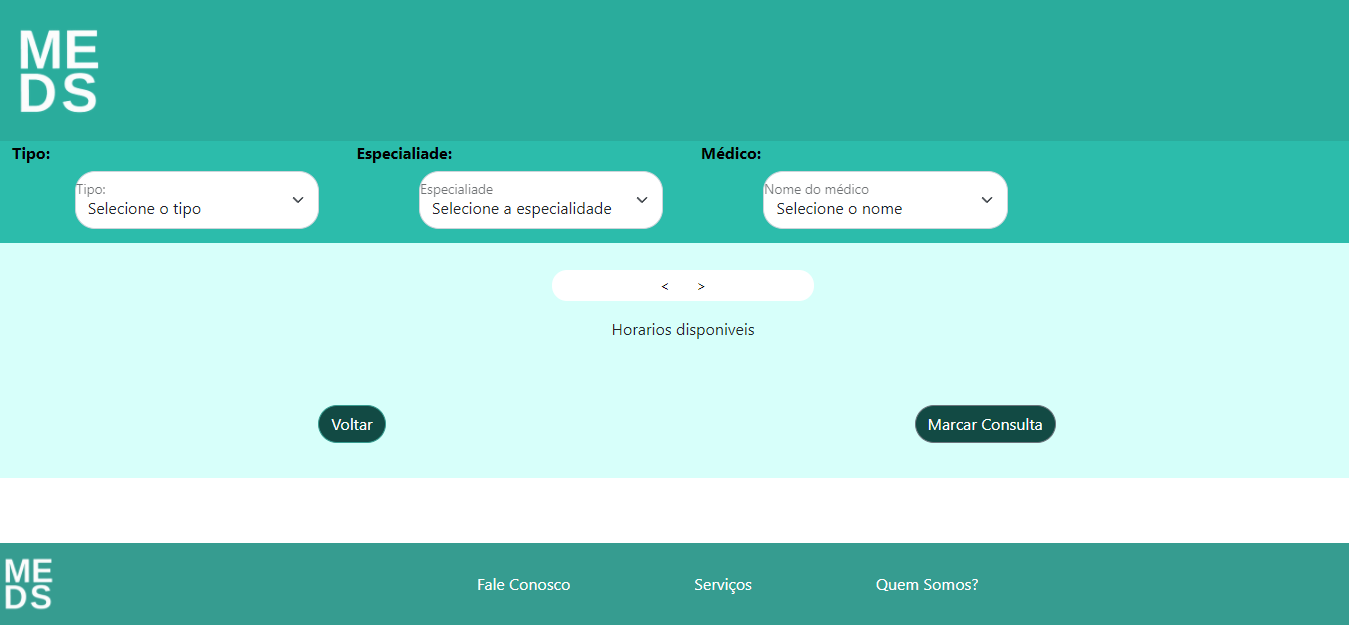 ME
DS
Tipo:
Especialiade:
Médico:
Tipo:
Selecione o tipo
Especialiade
Selecione a especialidade
Nome do médico
Selecione o nome
< >
Horarios disponiveis
Voltar
Marcar Consulta
ME
DS
Fale Conosco
Serviços
Quem Somos?